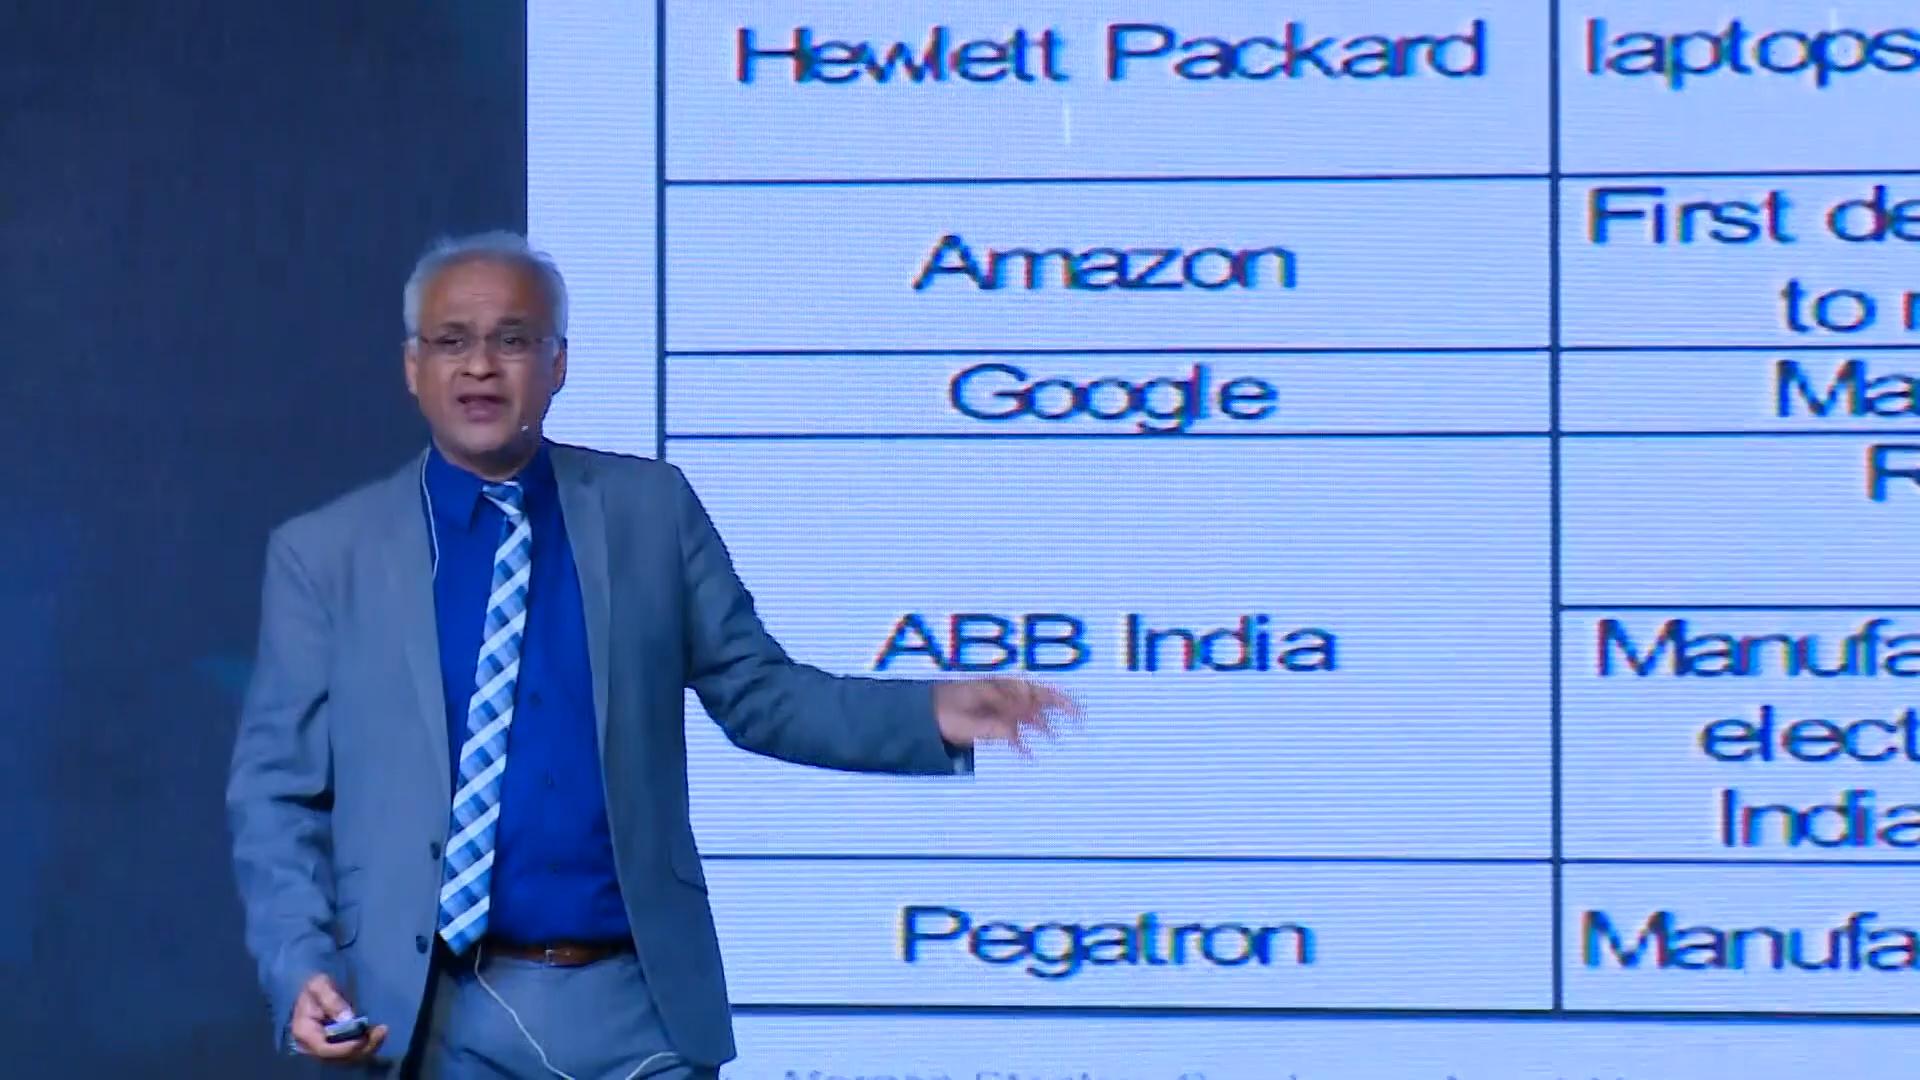 Hewlett Packard
laptops
Amazon
First de
to
Google
Ma
R
ABB India
Manufa
elect
India
Pegatron
Manufa